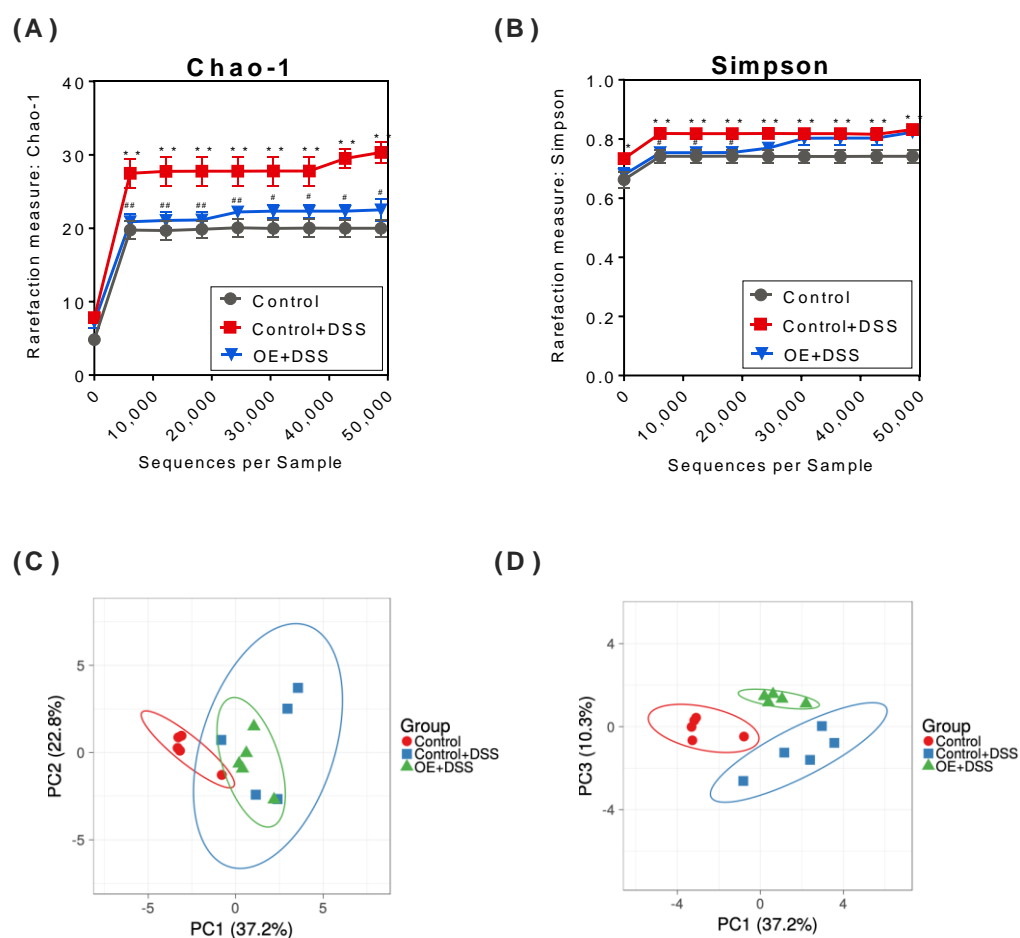 (A)
Chao-1
Rarefaction measure: Chao-1
40
30
20
10
0
** ** ** ** ** ** ** **
## ## ## ## # # # #
Control
Control+DSS
OE+DSS
0
10,000
20,000
30,000
40,000
50,000
Sequences per Sample
(B)
Simpson
Rarefaction measure: Simpson
1.0
0.8
0.6
0.4
0.2
0.0
* ** ** ** ** ** ** ** **
# # #
Control
Control+DSS
OE+DSS
0
10,000
20,000
30,000
40,000
50,000
Sequences per Sample
(C)
PC2 (22.8%)
5
0
-5
-5
0
5
PC1 (37.2%)
Group
Control
Control+DSS
OE+DSS
(D)
PC3 (10.3%)
4
0
-4
-4
0
4
PC1 (37.2%)
Group
Control
Control+DSS
OE+DSS